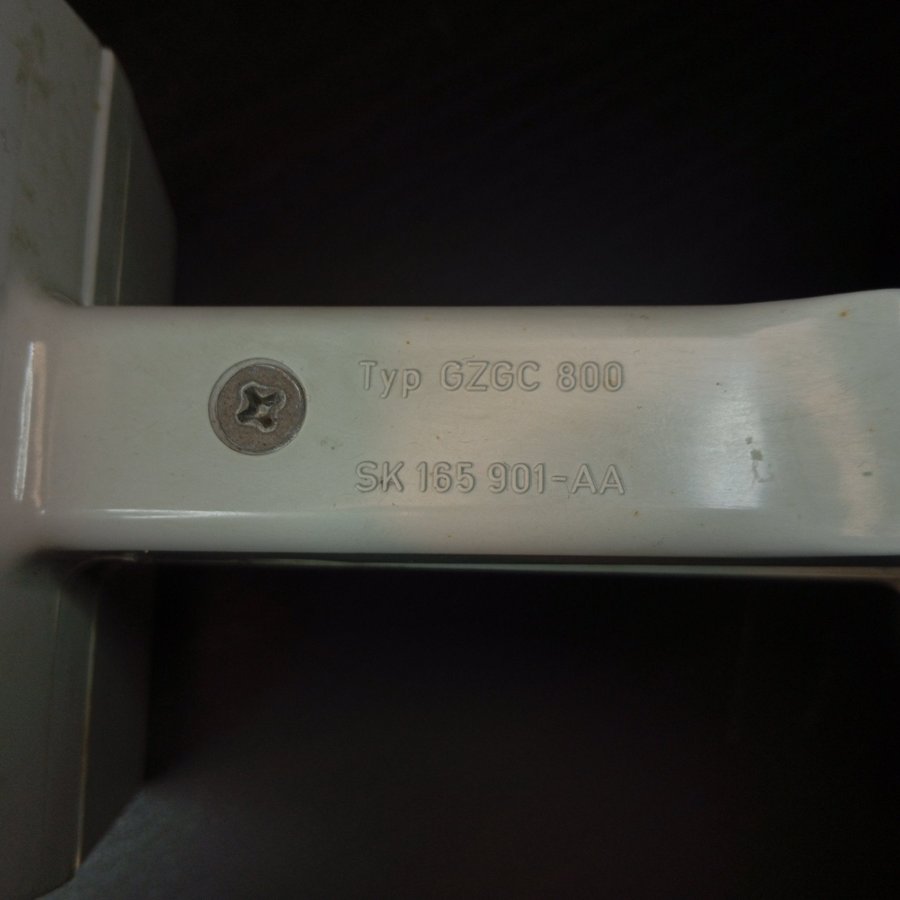 Typ GZGC 800
SK 165 901-AA